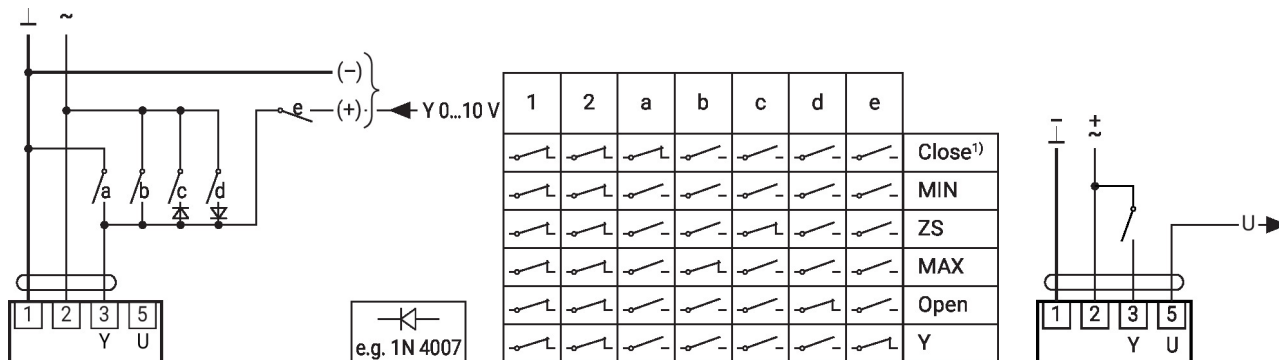 ⊥ ~
(−)
e (+) Y 0...10 V
a b c d
1 2 3 5
Y U
e.g. 1N 4007
1 2 a b c d e
Close¹⁾
MIN
ZS
MAX
Open
Y
− +
⊥ ~
U
1 2 3 5
Y U